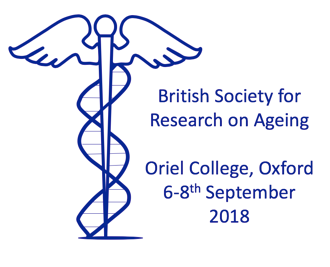 British Society for
Research on Ageing
Oriel College, Oxford
6-8th September
2018